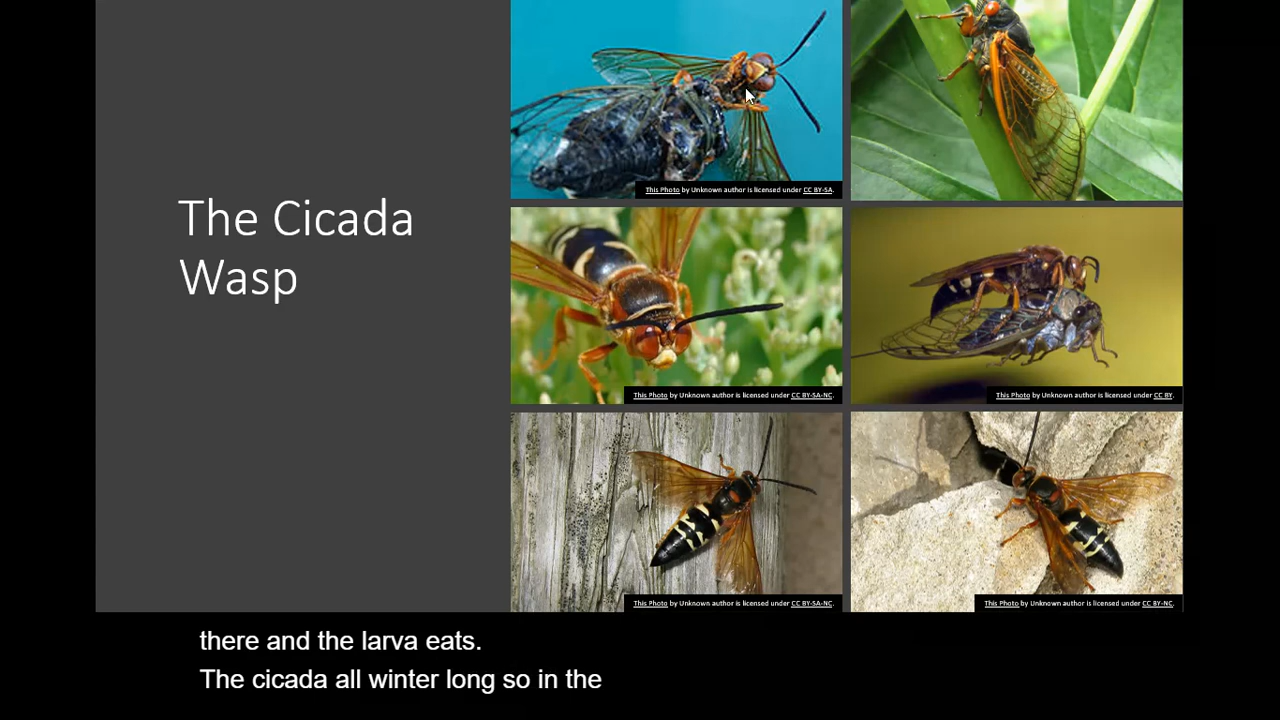 The Cicada
Wasp
This Photo by Unknown author is licensed under CC BY-SA.
This Photo by Unknown author is licensed under CC BY-SA-NC.
This Photo by Unknown author is licensed under CC BY.
This Photo by Unknown author is licensed under CC BY-SA-NC.
This Photo by Unknown author is licensed under CC BY-NC.
there and the larva eats.
The cicada all winter long so in the